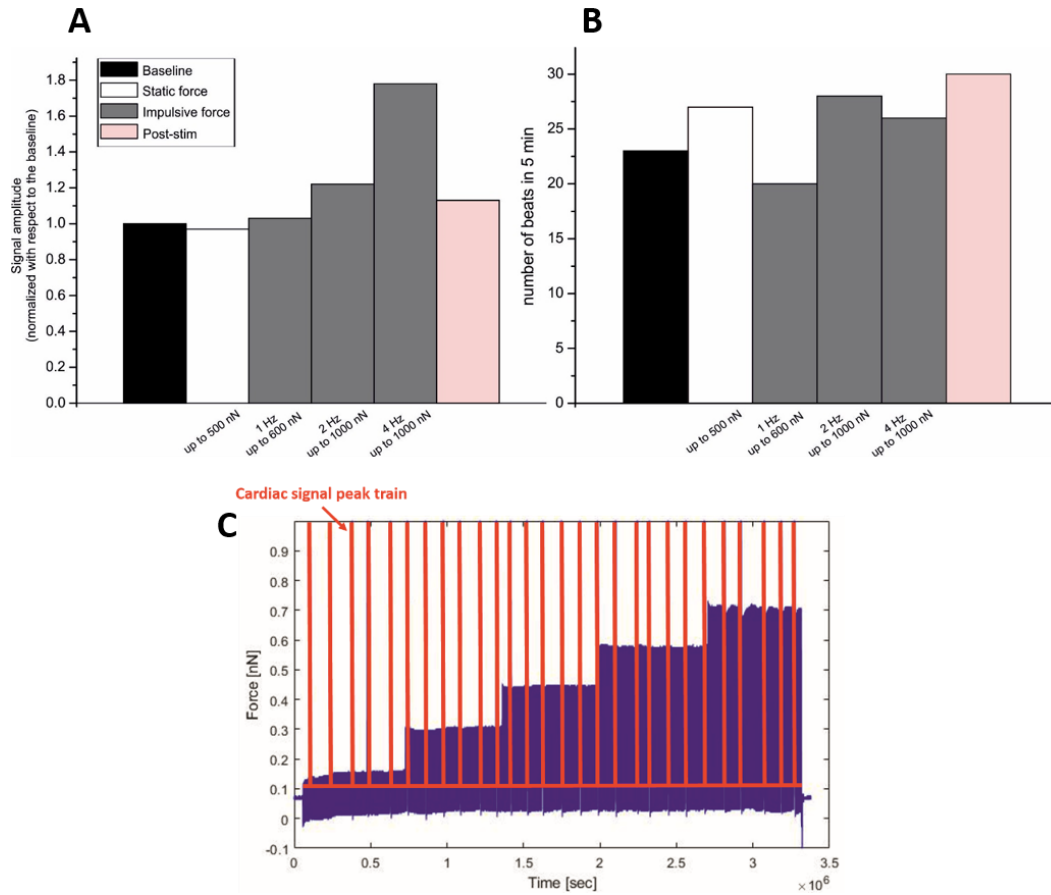 A
Signal amplitude
(normalized with respect to the baseline)
1.8
1.6
1.4
1.2
1.0
0.8
0.6
0.4
0.2
0.0
Baseline
Static force
Impulsive force
Post-stim
up to 500 nN
1 Hz
up to 600 nN
2 Hz
up to 1000 nN
4 Hz
up to 1000 nN
B
number of beats in 5 min
30
25
20
15
10
5
0
up to 500 nN
1 Hz
up to 600 nN
2 Hz
up to 1000 nN
4 Hz
up to 1000 nN
Cardiac signal peak train
C
Force [nN]
0.9
0.8
0.7
0.6
0.5
0.4
0.3
0.2
0.1
0
-0.1
0 0.5 1 1.5 2 2.5 3 3.5
Time [sec]
×10⁶